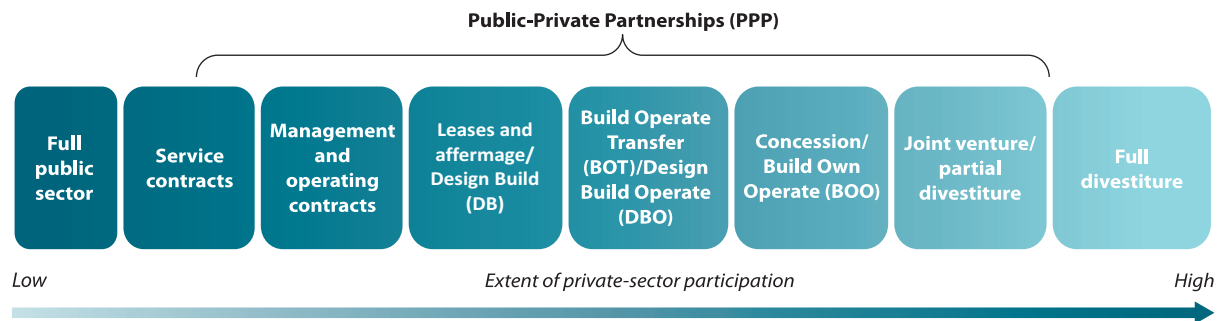 Public-Private Partnerships (PPP)
Full
public
sector
Service
contracts
Management
and
operating
contracts
Leases and
affermage/
Design Build
(DB)
Build Operate
Transfer
(BOT)/Design
Build Operate
(DBO)
Concession/
Build Own
Operate (BOO)
Joint venture/
partial
divestiture
Full
divestiture
Low
Extent of private-sector participation
High